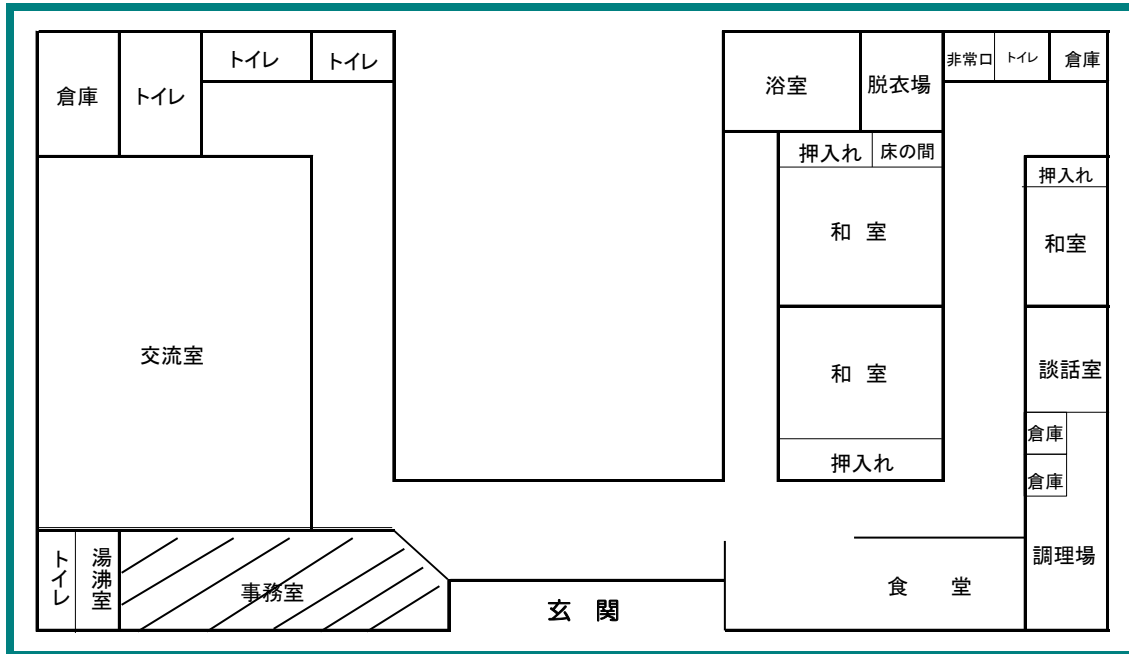 倉庫
トイレ
トイレ
トイレ
浴室
脱衣場
非常口
トイレ
倉庫
押入れ
床の間
押入れ
和 室
和室
交流室
和 室
談話室
倉庫
押入れ
倉庫
トイレ
湯沸室
事務室
玄 関
食 堂
調理場